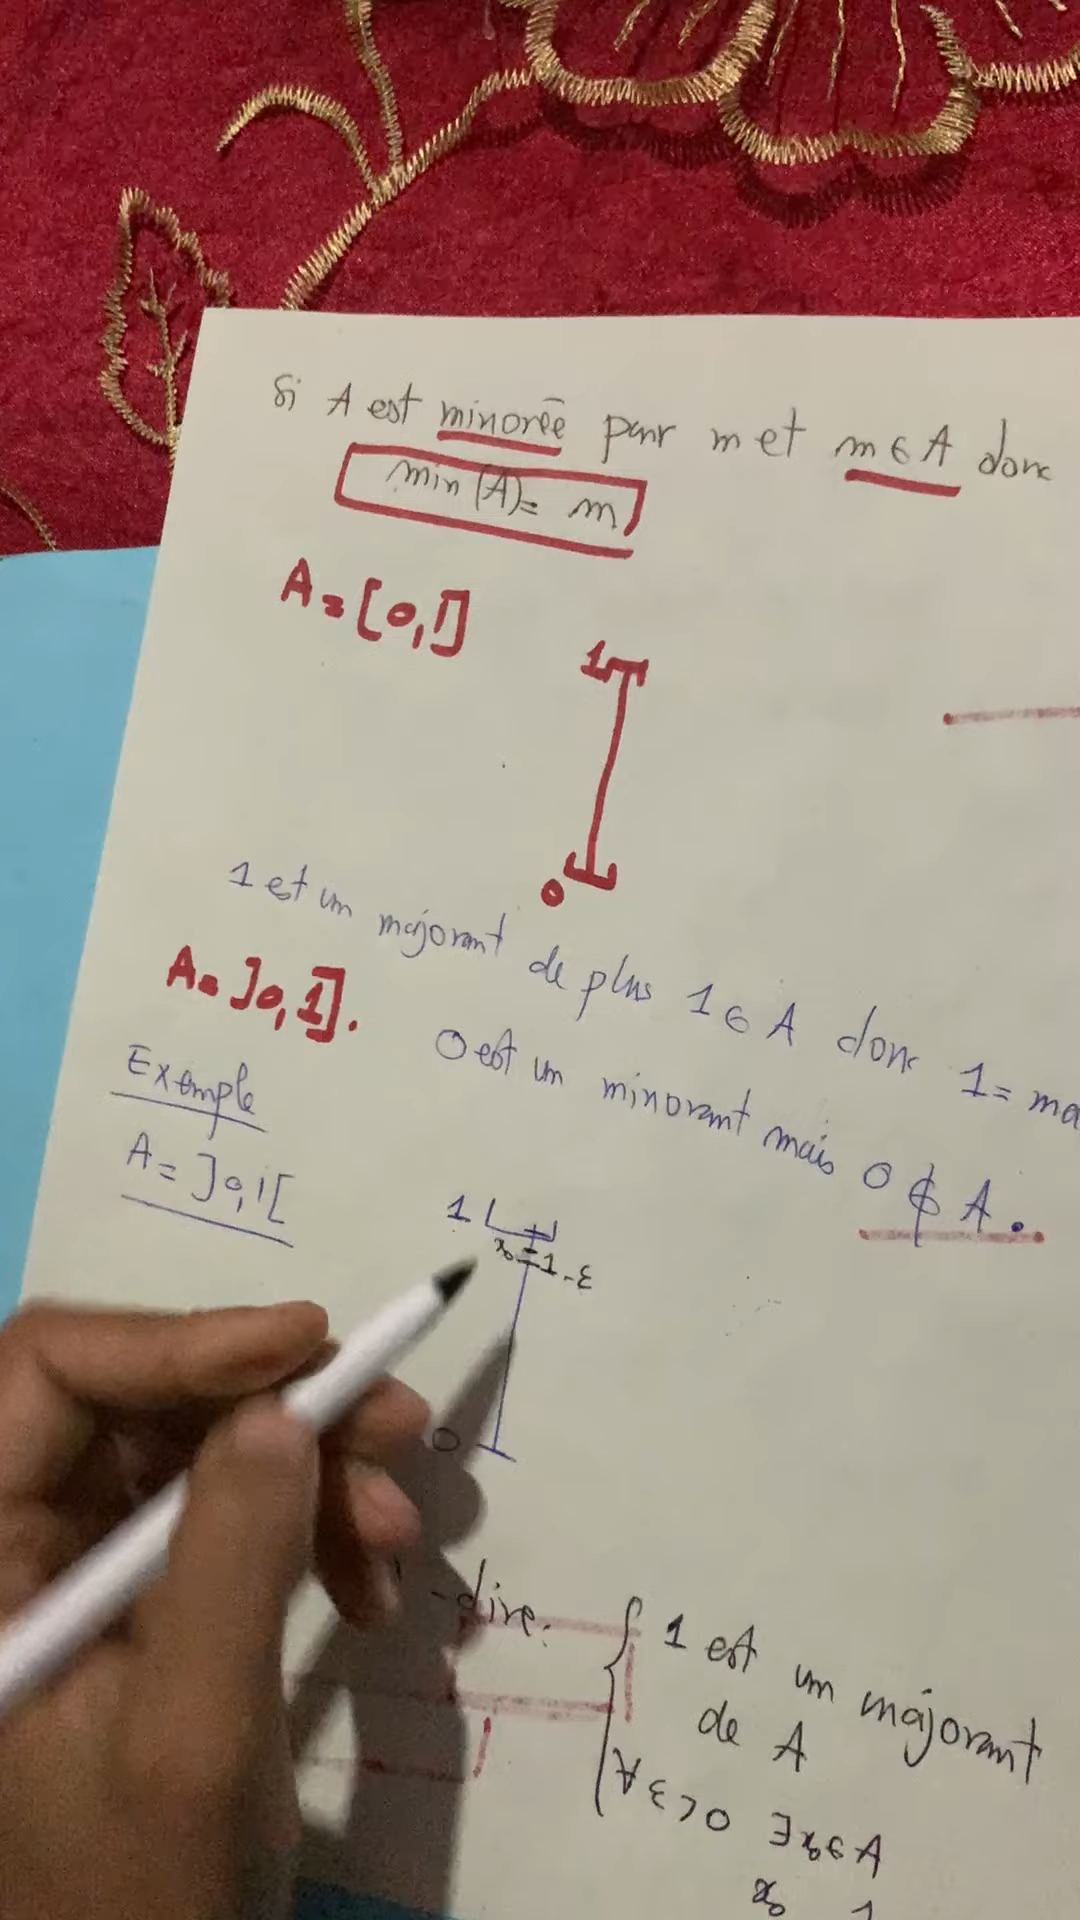 Si A est minorée par m et m ∈ A donc
min (A) = m
A = [0,1]
1
0
1 est un majorant de plus 1 ∈ A donc 1 = ma
A = ]0,1].
0 est un minorant mais 0 ∉ A.
Exemple
A = ]0,1[
1
x₀ = 1-ε
0
-dire:
1 est un majorant
de A
∀ε>0 ∃x₀∈A
x₀ 1